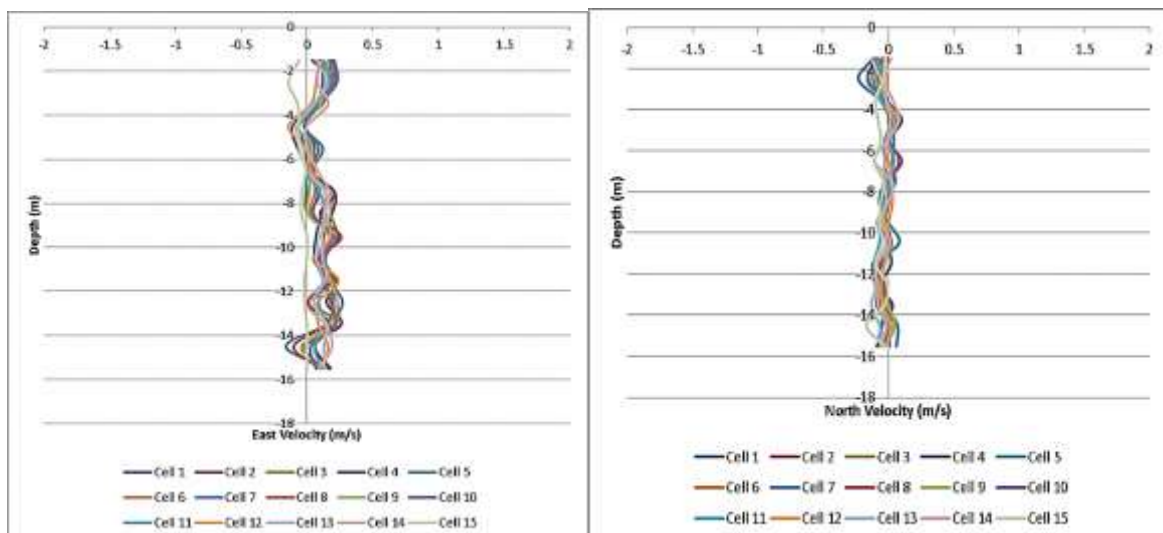 0
-2 -1.5 -1 -0.5 0 0.5 1 1.5 2
-2
-4
-6
-8
-10
-12
-14
-16
-18
Depth (m)
East Velocity (m/s)
Cell 1 Cell 2 Cell 3 Cell 4 Cell 5
Cell 6 Cell 7 Cell 8 Cell 9 Cell 10
Cell 11 Cell 12 Cell 13 Cell 14 Cell 15
0
-2 -1.5 -1 -0.5 0 0.5 1 1.5 2
-4
-6
-8
-10
-12
-14
-16
-18
Depth (m)
North Velocity (m/s)
Cell 1 Cell 2 Cell 3 Cell 4 Cell 5
Cell 6 Cell 7 Cell 8 Cell 9 Cell 10
Cell 11 Cell 12 Cell 13 Cell 14 Cell 15